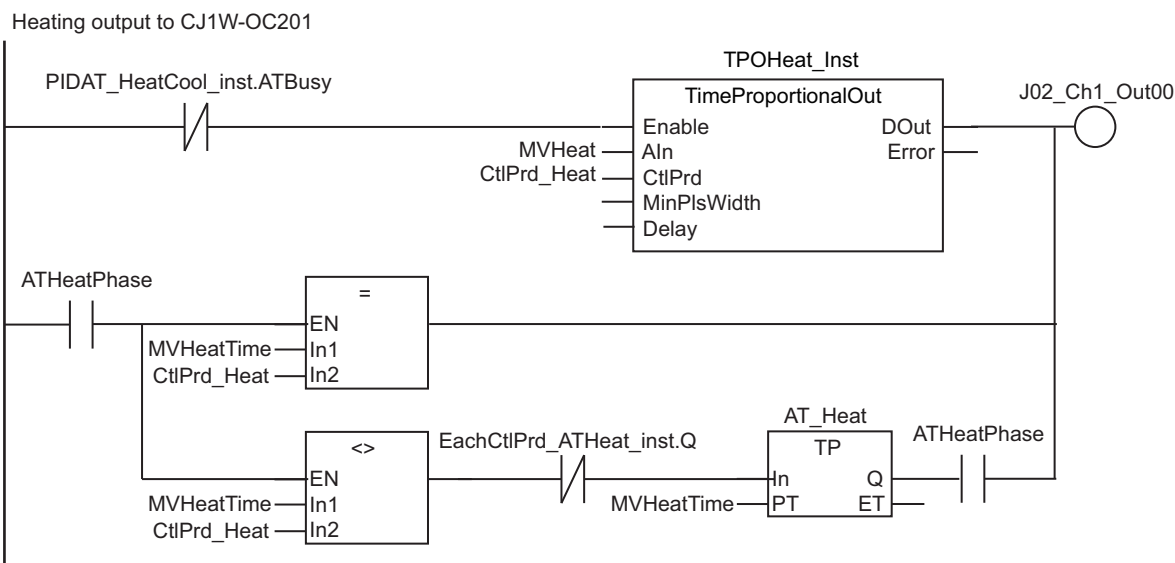 Heating output to CJ1W-OC201
PIDAT_HeatCool_inst.ATBusy
TPOHeat_Inst
TimeProportionalOut
J02_Ch1_Out00
Enable
DOut
MVHeat
AIn
Error
CtlPrd_Heat
CtlPrd
MinPlsWidth
Delay
ATHeatPhase
=
EN
MVHeatTime
In1
CtlPrd_Heat
In2
AT_Heat
<>
EachCtlPrd_ATHeat_inst.Q
TP
ATHeatPhase
EN
In
Q
MVHeatTime
In1
MVHeatTime
PT
ET
CtlPrd_Heat
In2